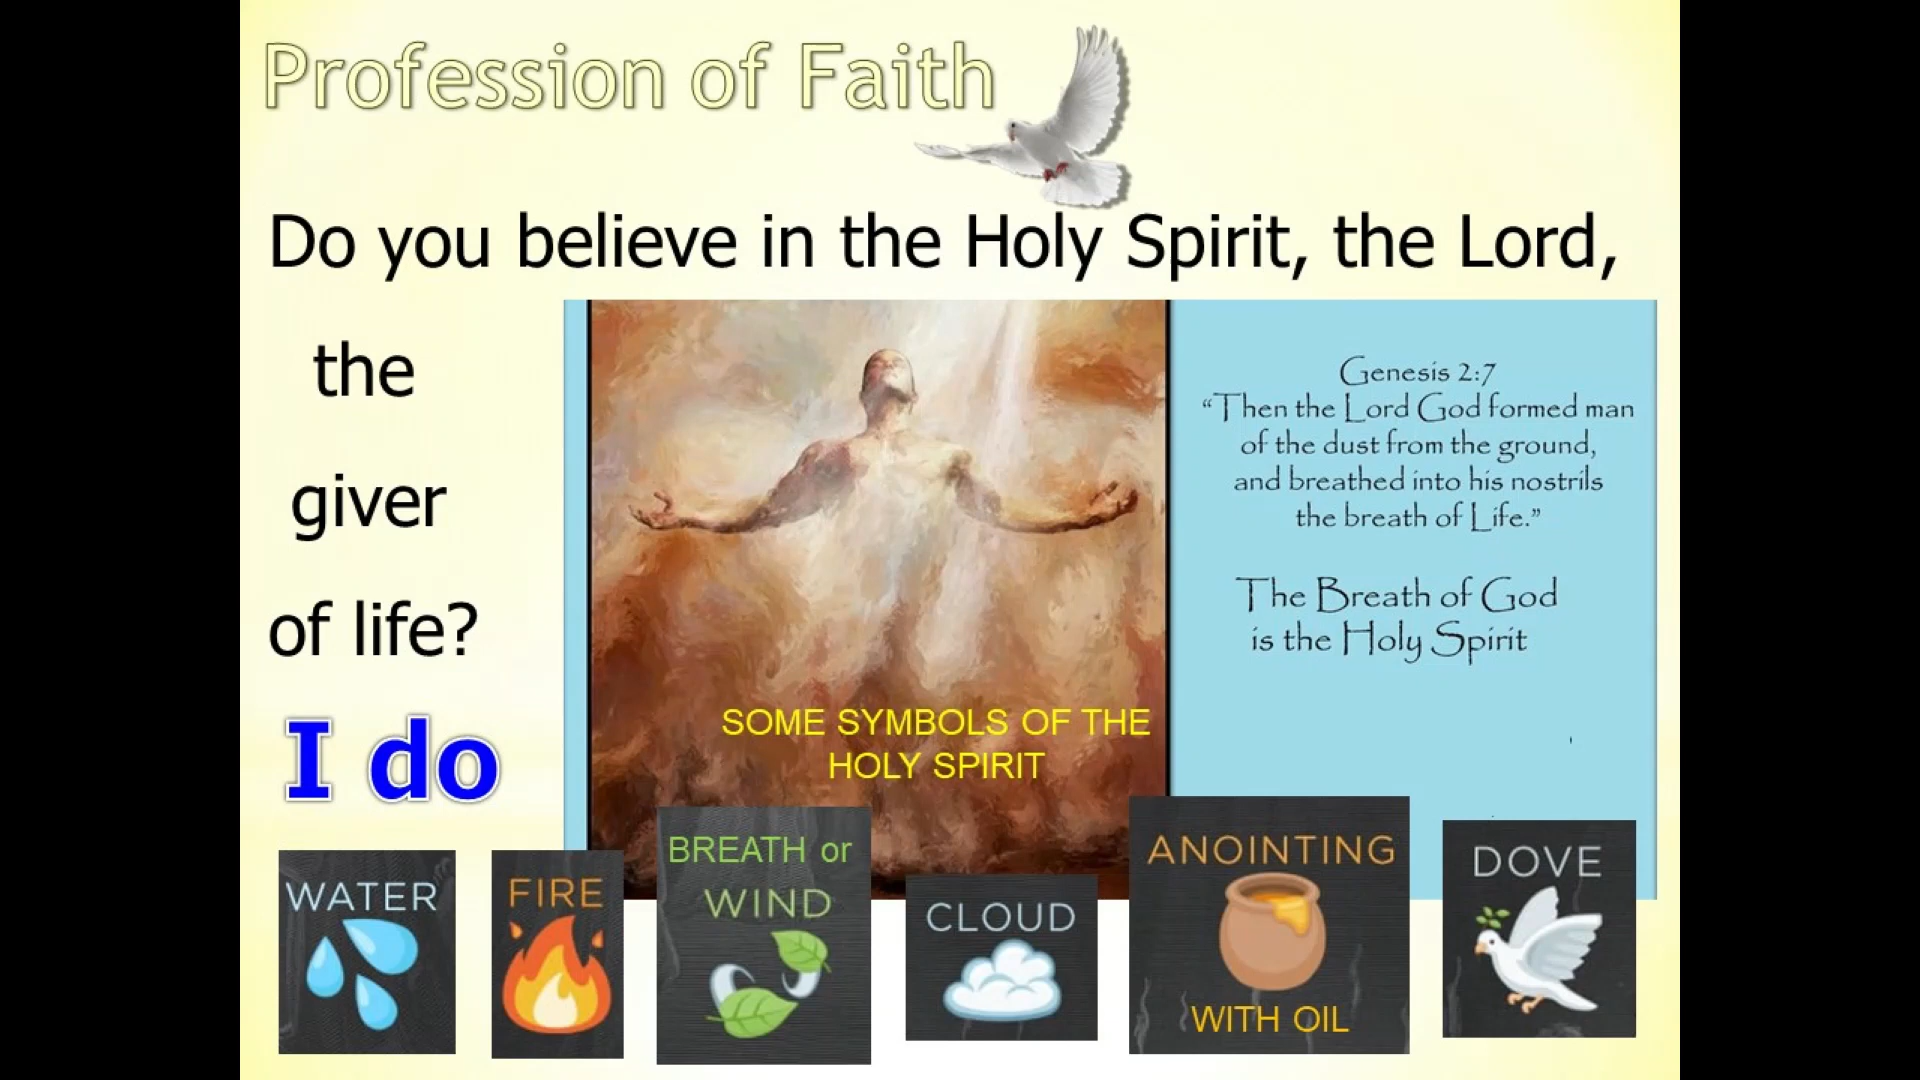 Profession of Faith
Do you believe in the Holy Spirit, the Lord,
the
giver
of life?
I do
Genesis 2:7
“Then the Lord God formed man
of the dust from the ground,
and breathed into his nostrils
the breath of Life.”
The Breath of God
is the Holy Spirit
SOME SYMBOLS OF THE
HOLY SPIRIT
WATER
FIRE
BREATH or
WIND
CLOUD
ANOINTING
WITH OIL
DOVE